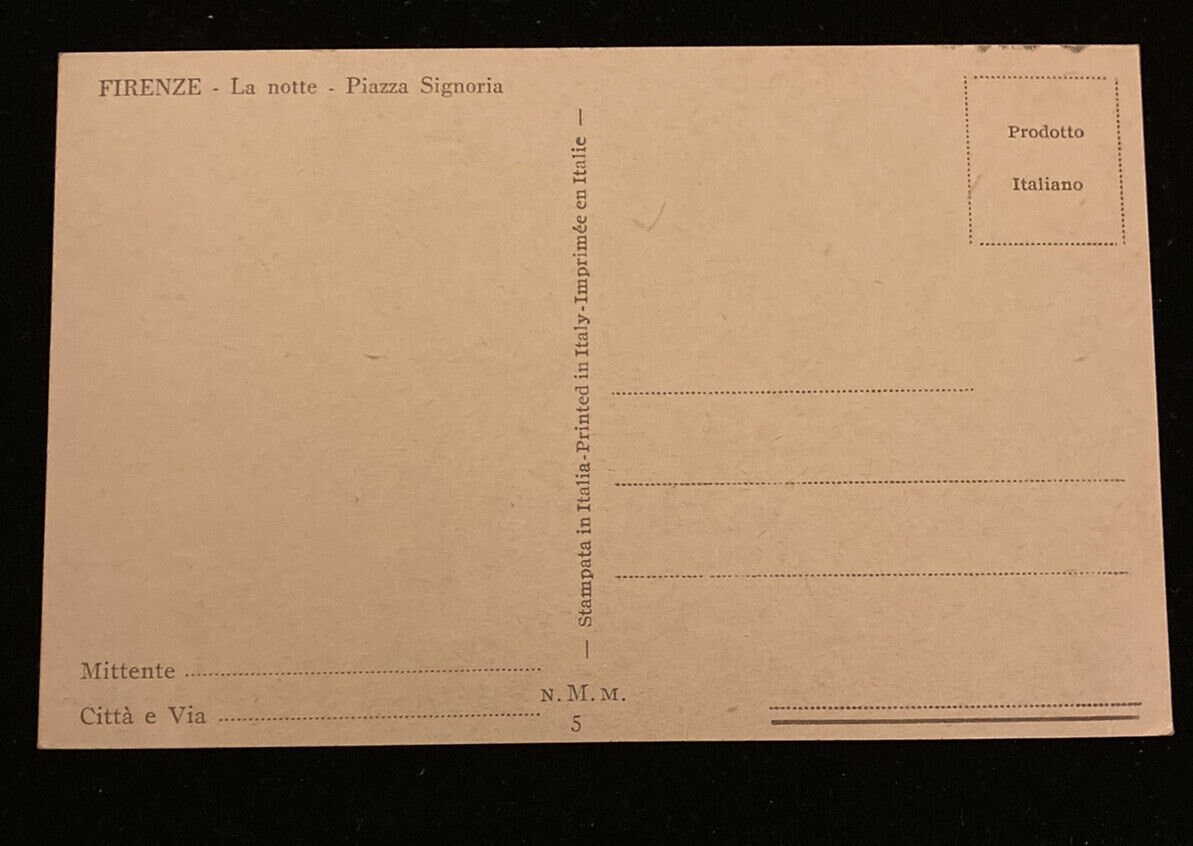 FIRENZE - La notte - Piazza Signoria
Prodotto
Italiano
— Stampata in Italia-Printed in Italy-Imprimée en Italie —
Mittente
Città e Via
N. M. M.
5